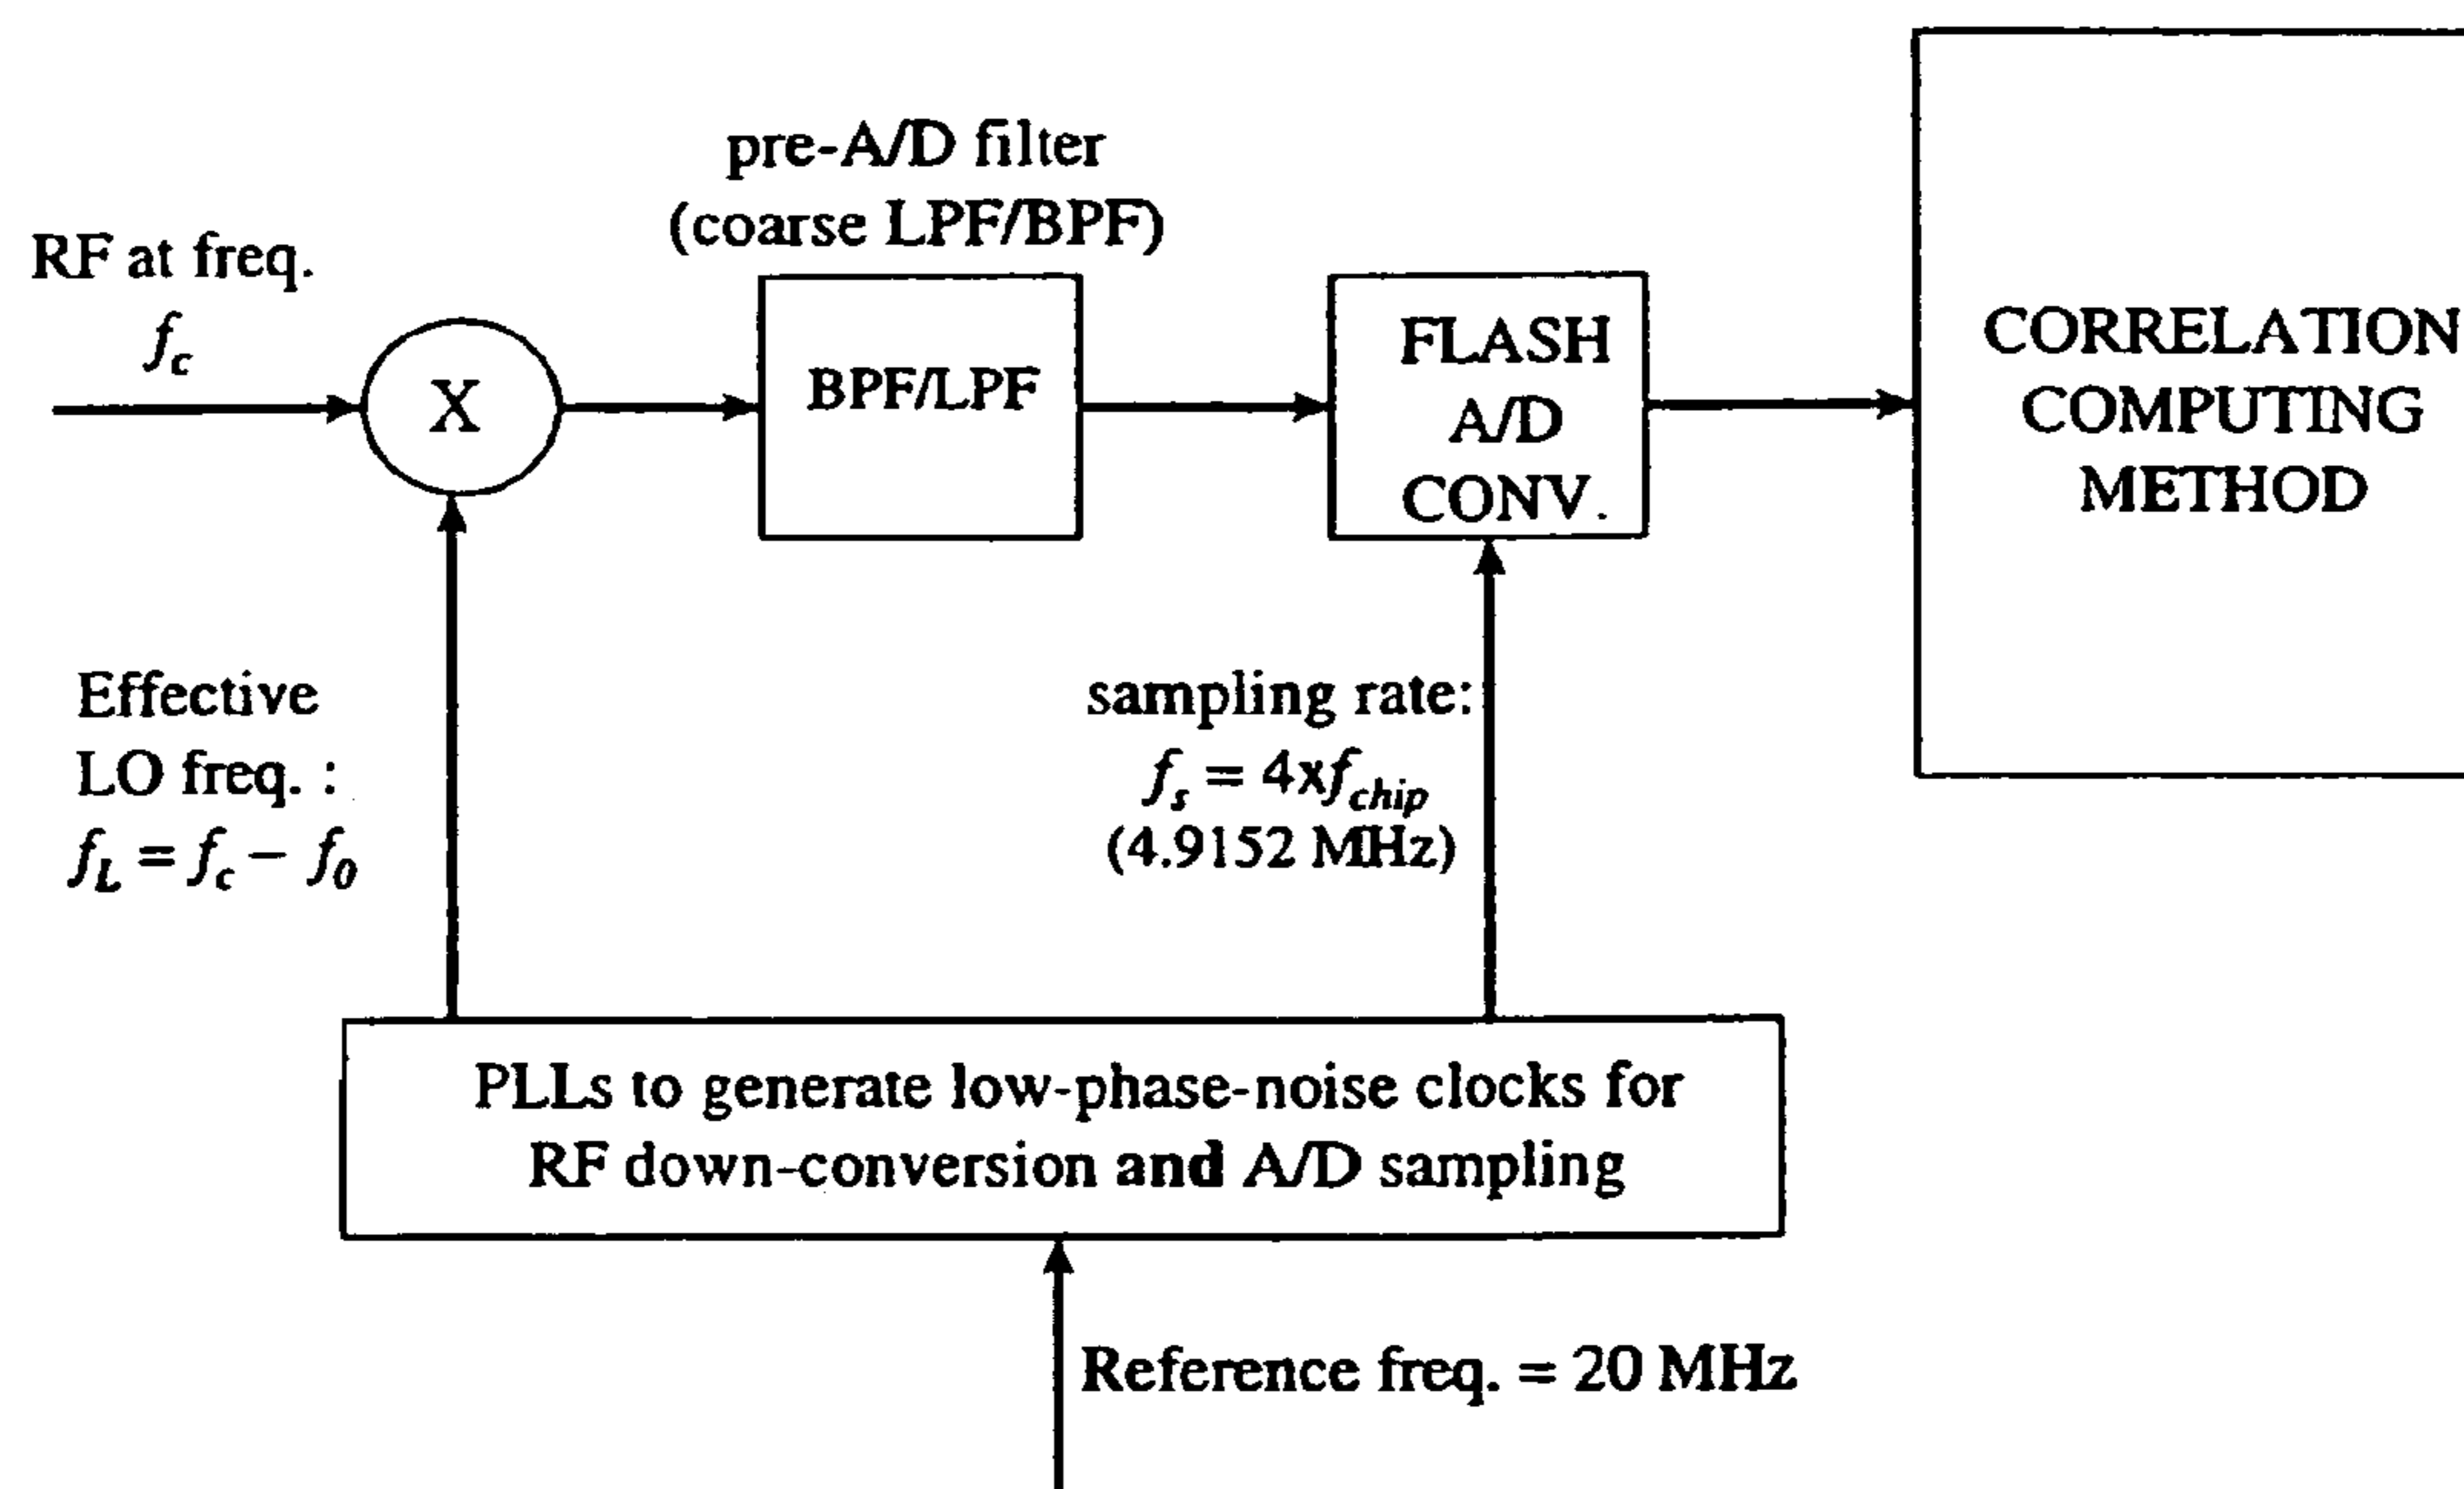 pre-A/D filter
(coarse LPF/BPF)
RF at freq.
f_c
X
BPF/LPF
FLASH
A/D
CONV.
CORRELATION
COMPUTING
METHOD
Effective
LO freq. :
f_L = f_c – f_0
sampling rate:
f_s = 4xf_chip
(4.9152 MHz)
PLLs to generate low-phase-noise clocks for
RF down-conversion and A/D sampling
Reference freq. = 20 MHz